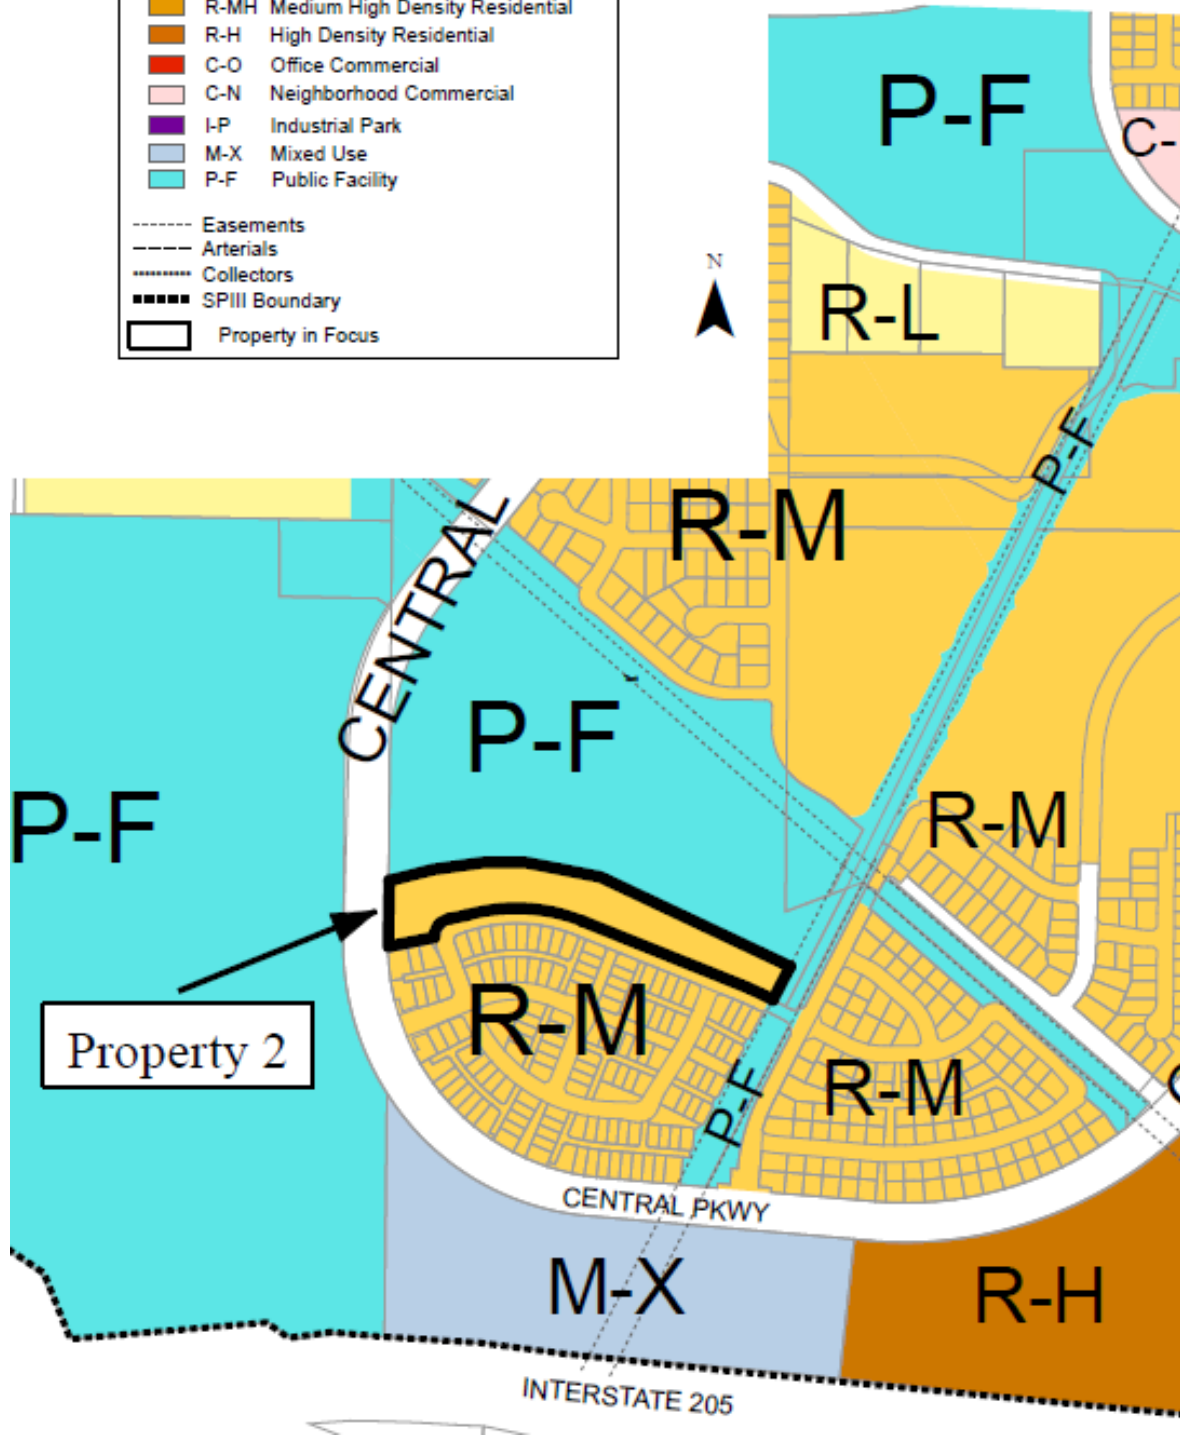 R-MH Medium High Density Residential
R-H High Density Residential
C-O Office Commercial
C-N Neighborhood Commercial
I-P Industrial Park
M-X Mixed Use
P-F Public Facility
Easements
Arterials
Collectors
SPIII Boundary
Property in Focus
N
P-F
C-
R-L
P-F
R-M
CENTRAL
P-F
P-F
R-M
Property 2
R-M
P-F
R-M
CENTRAL PKWY
M-X
R-H
INTERSTATE 205